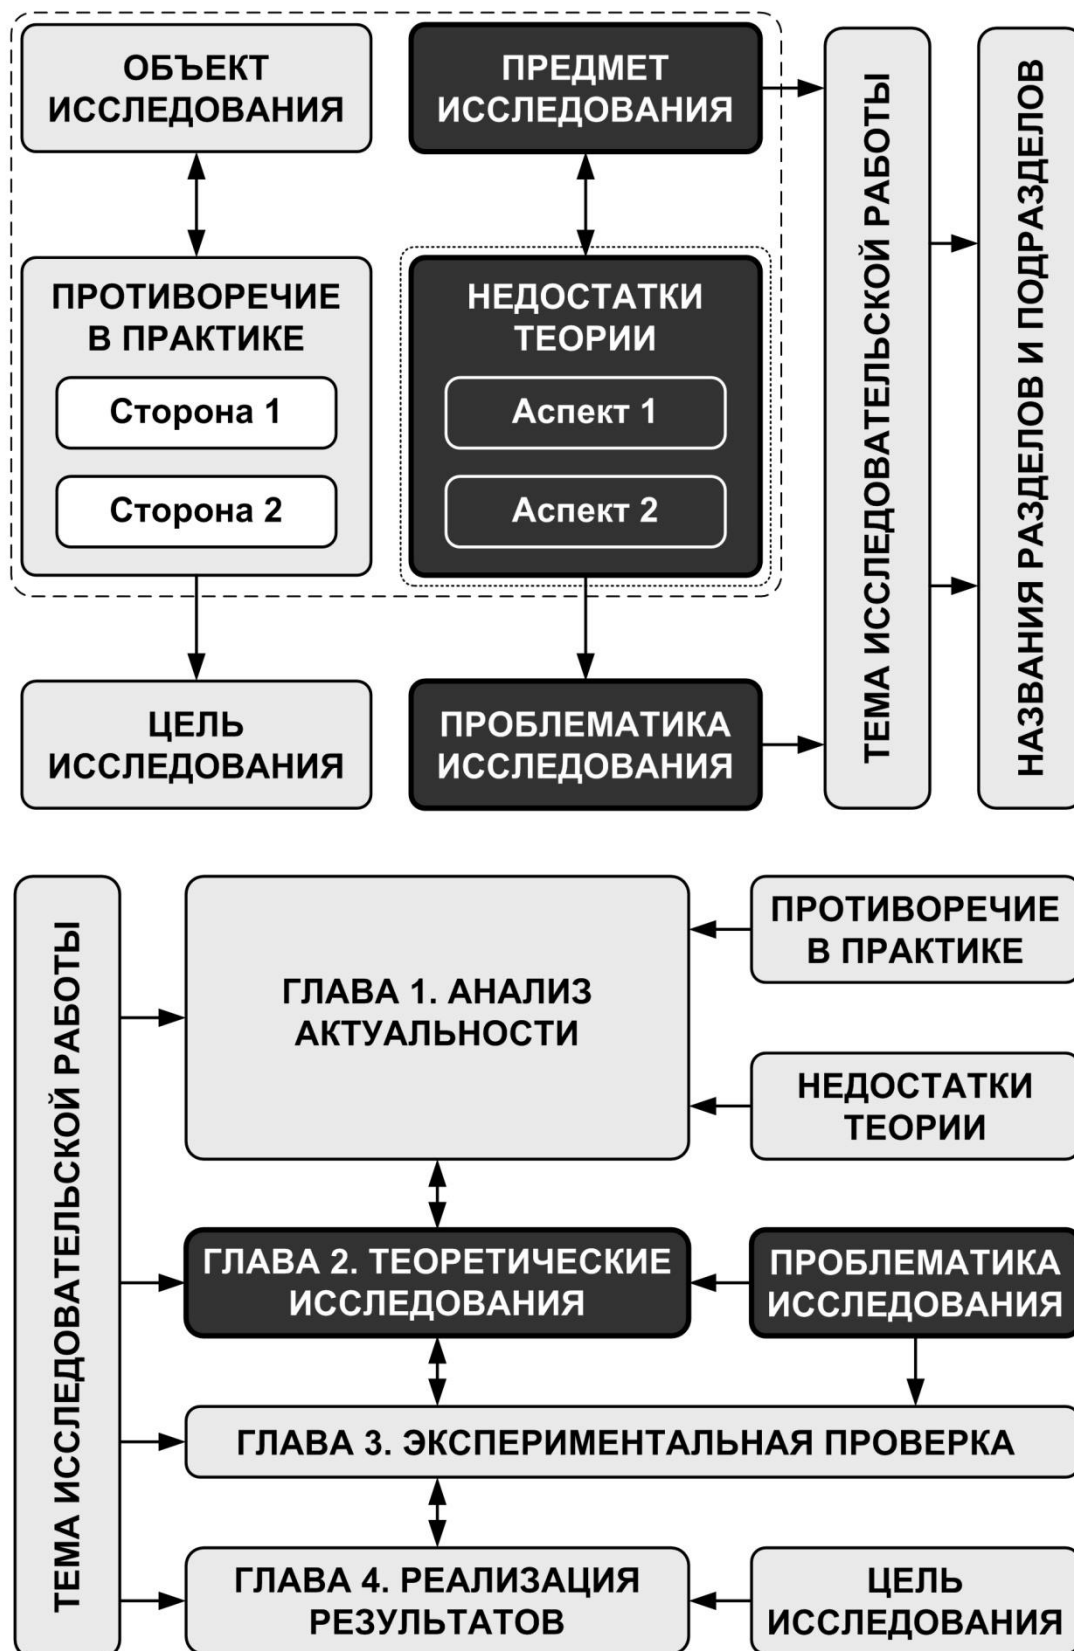 ОБЪЕКТ
ИССЛЕДОВАНИЯ
ПРЕДМЕТ
ИССЛЕДОВАНИЯ
ПРОТИВОРЕЧИЕ
В ПРАКТИКЕ
Сторона 1
Сторона 2
НЕДОСТАТКИ
ТЕОРИИ
Аспект 1
Аспект 2
ЦЕЛЬ
ИССЛЕДОВАНИЯ
ПРОБЛЕМАТИКА
ИССЛЕДОВАНИЯ
ТЕМА ИССЛЕДОВАТЕЛЬСКОЙ РАБОТЫ
НАЗВАНИЯ РАЗДЕЛОВ И ПОДРАЗДЕЛОВ
ТЕМА ИССЛЕДОВАТЕЛЬСКОЙ РАБОТЫ
ГЛАВА 1. АНАЛИЗ
АКТУАЛЬНОСТИ
ПРОТИВОРЕЧИЕ
В ПРАКТИКЕ
НЕДОСТАТКИ
ТЕОРИИ
ГЛАВА 2. ТЕОРЕТИЧЕСКИЕ
ИССЛЕДОВАНИЯ
ПРОБЛЕМАТИКА
ИССЛЕДОВАНИЯ
ГЛАВА 3. ЭКСПЕРИМЕНТАЛЬНАЯ ПРОВЕРКА
ГЛАВА 4. РЕАЛИЗАЦИЯ
РЕЗУЛЬТАТОВ
ЦЕЛЬ
ИССЛЕДОВАНИЯ